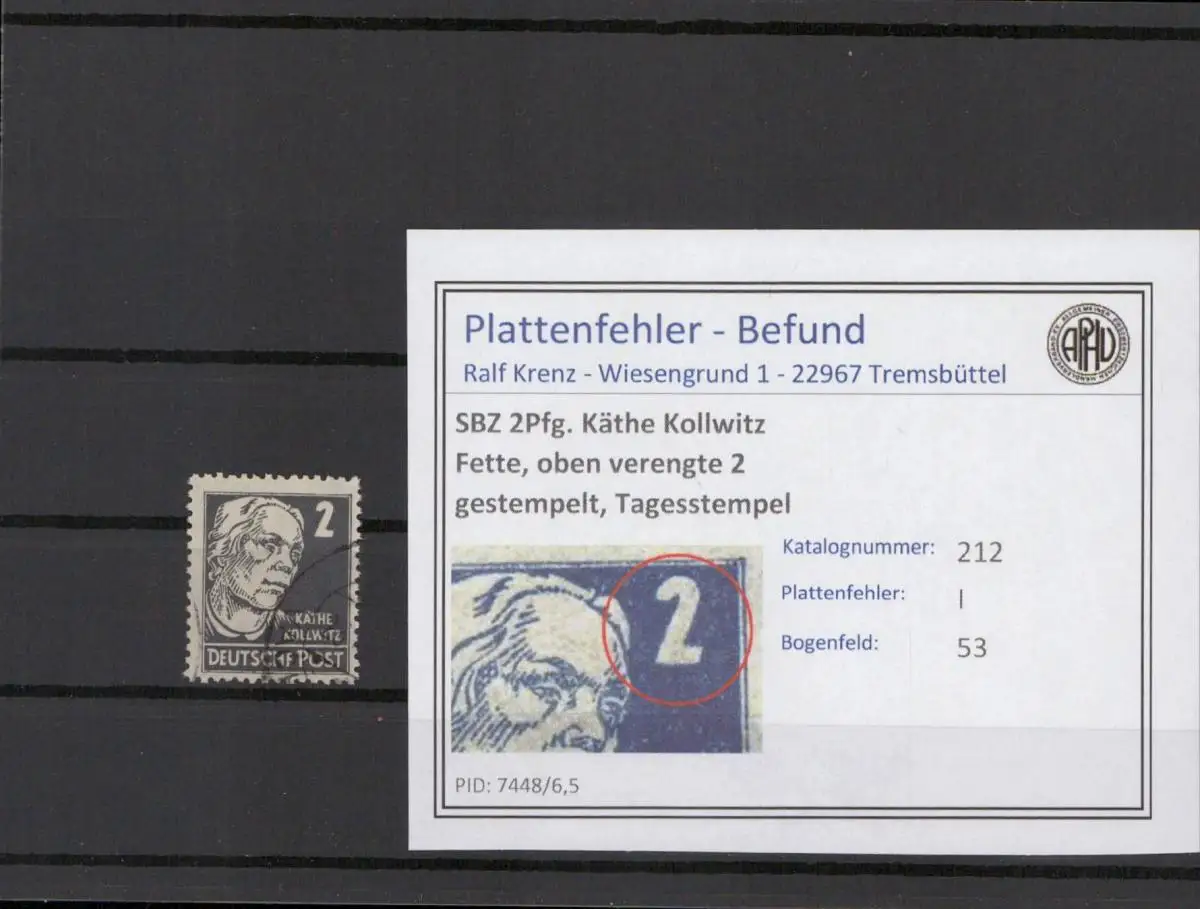 2
KÄTHE
KOLLWITZ
DEUTSCHE POST
Plattenfehler - Befund
Ralf Krenz - Wiesengrund 1 - 22967 Tremsbüttel
APHV
SBZ 2Pfg. Käthe Kollwitz
Fette, oben verengte 2
gestempelt, Tagesstempel
2
Katalognummer: 212
Plattenfehler: I
Bogenfeld: 53
PID: 7448/6,5